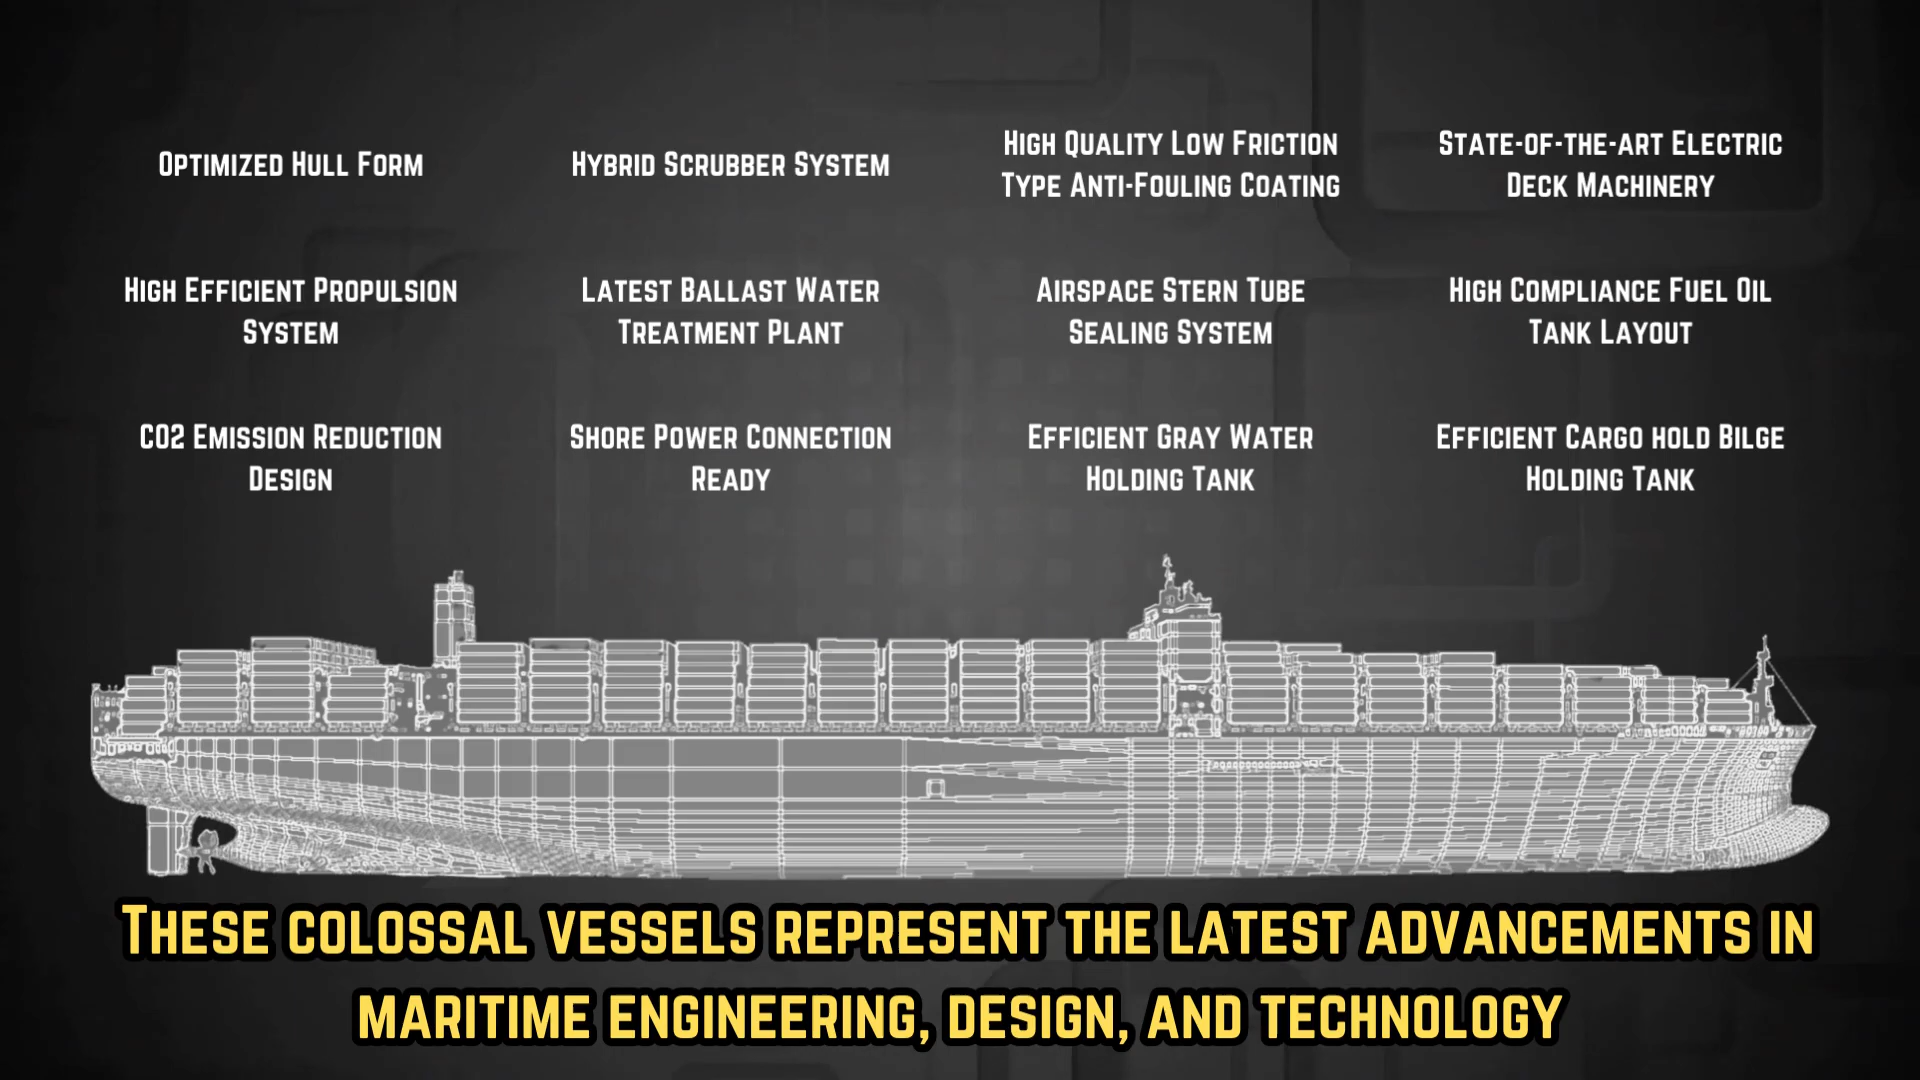 Optimized Hull Form
Hybrid Scrubber System
High Quality Low Friction
Type Anti-Fouling Coating
State-of-the-art Electric
Deck Machinery
High Efficient Propulsion
System
Latest Ballast Water
Treatment Plant
Airspace Stern Tube
Sealing System
High Compliance Fuel Oil
Tank Layout
CO2 Emission Reduction
Design
Shore Power Connection
Ready
Efficient Gray Water
Holding Tank
Efficient Cargo hold Bilge
Holding Tank
These colossal vessels represent the latest advancements in
maritime engineering, design, and technology